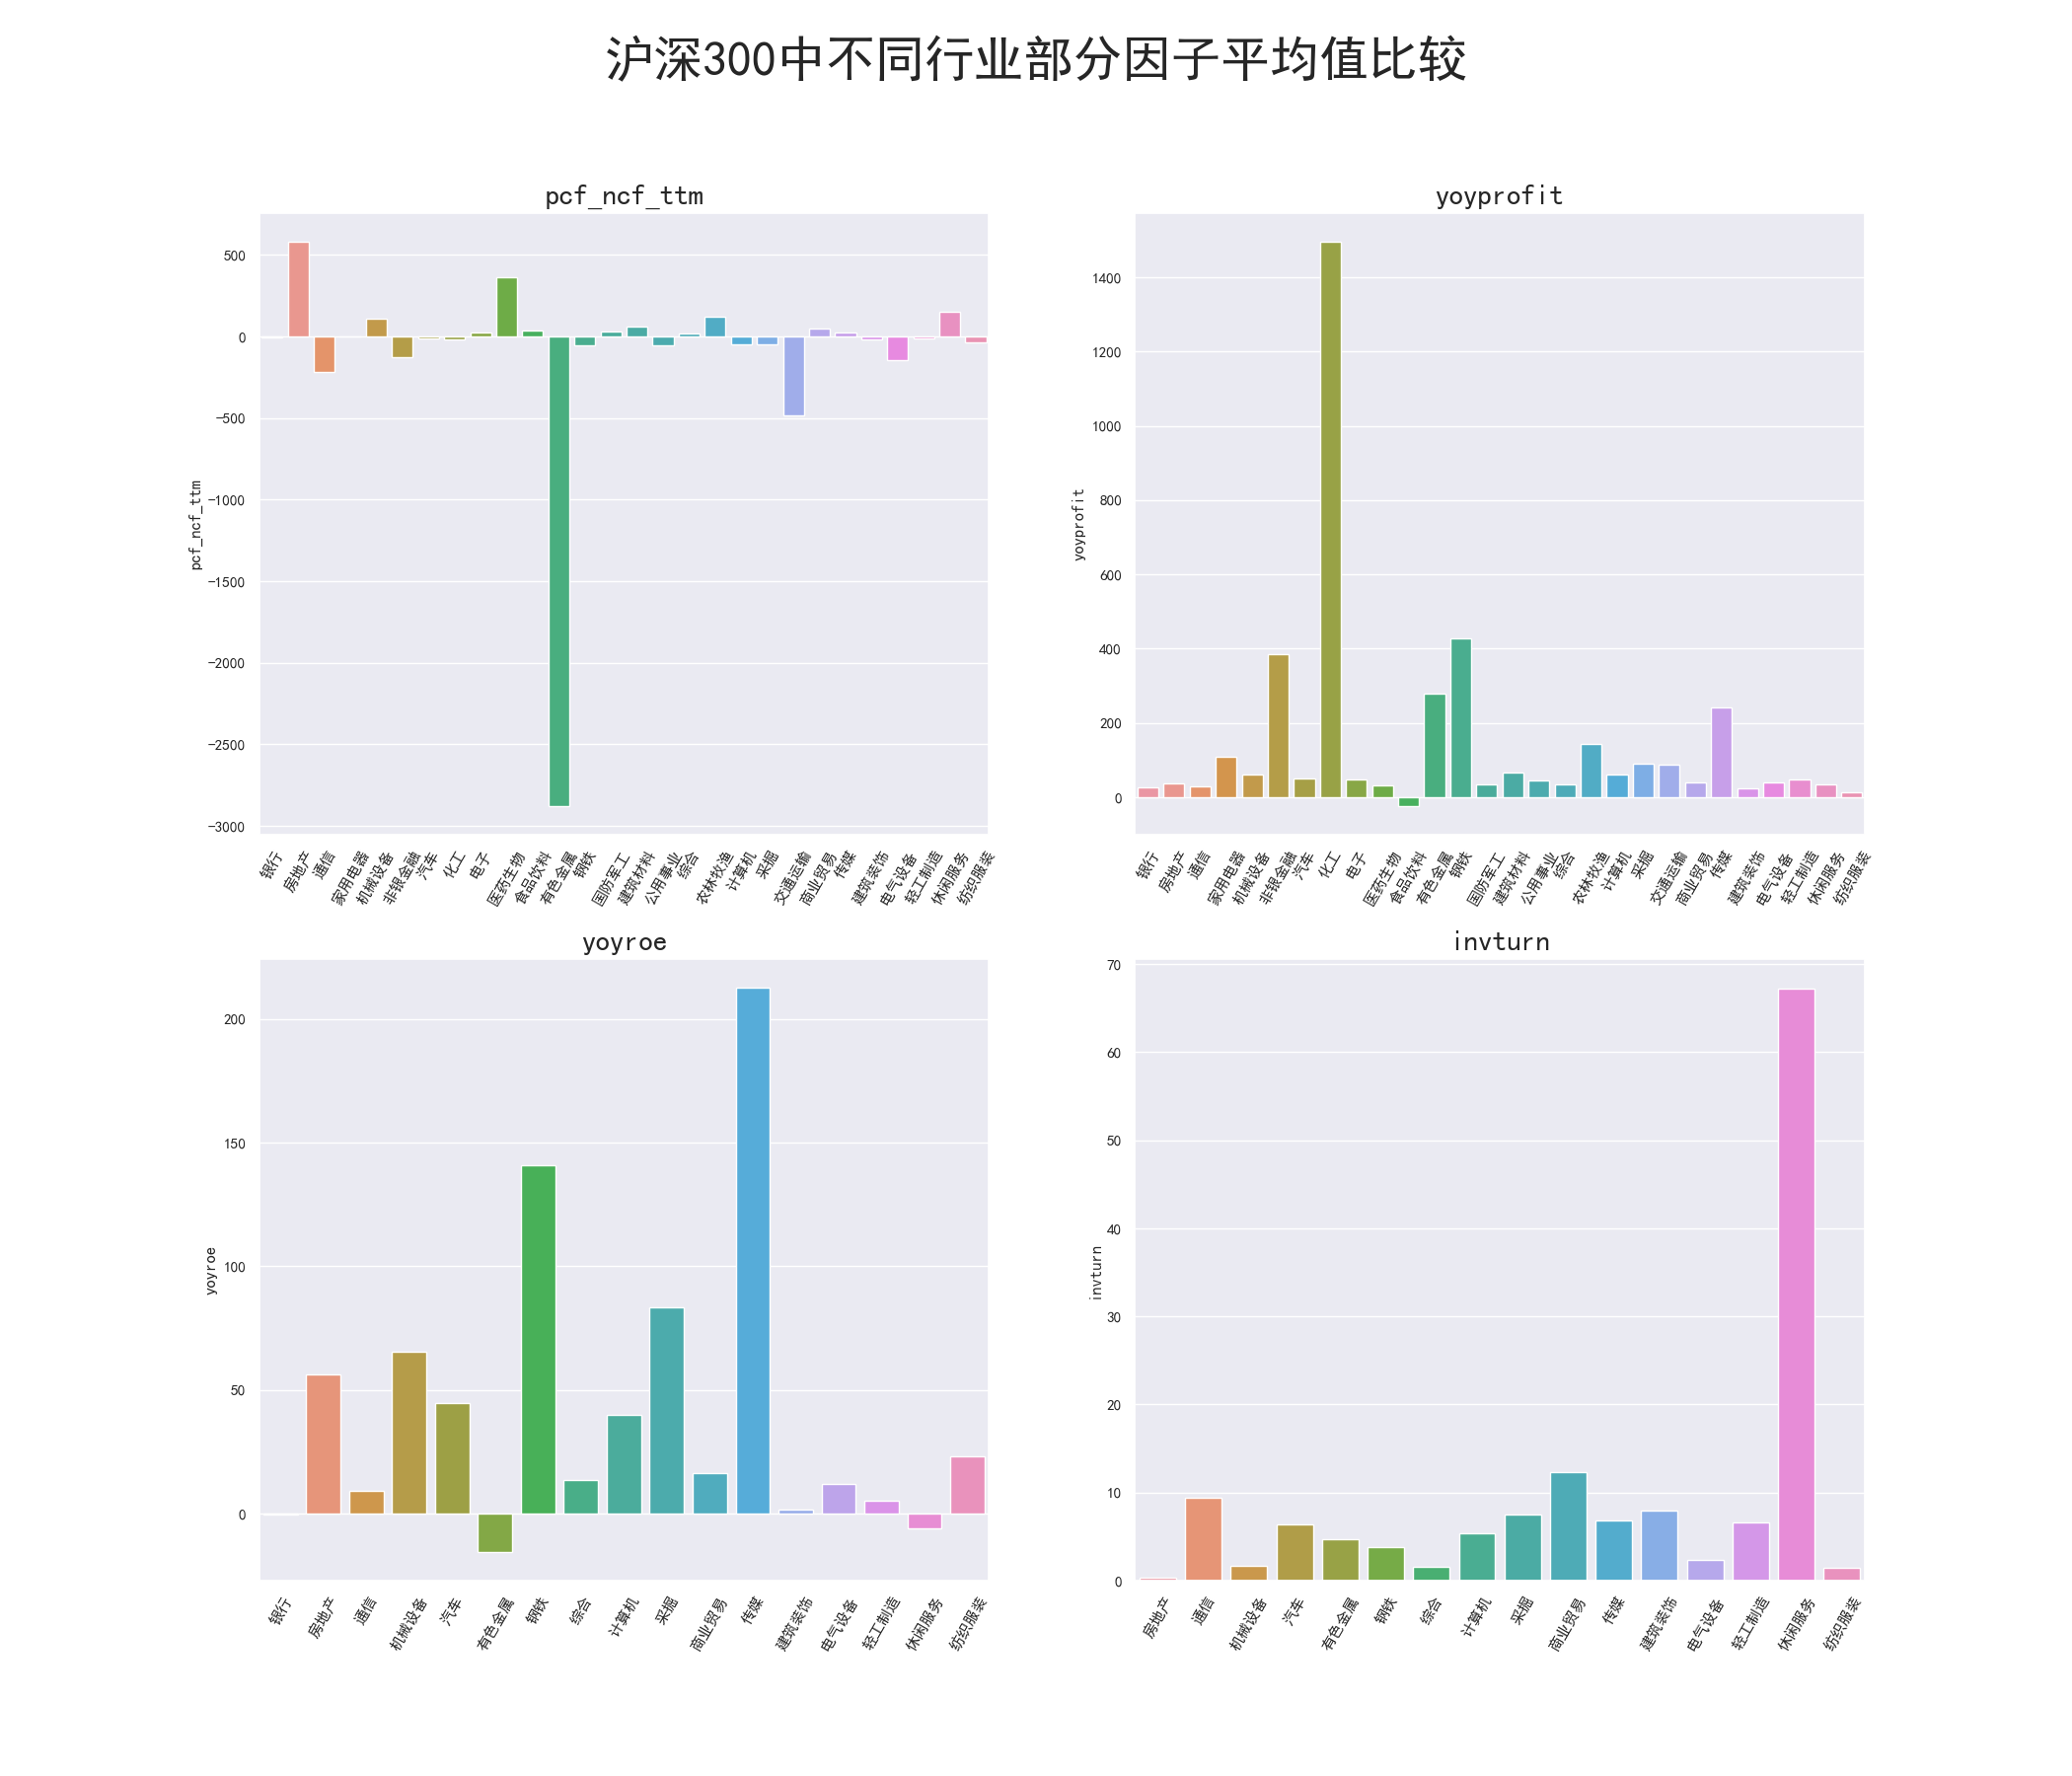 沪深300中不同行业部分因子平均值比较
pcf_ncf_ttm
500
0
−500
−1000
−1500
−2000
−2500
−3000
pcf_ncf_ttm
银行
房地产
通信
家用电器
机械设备
非银金融
汽车
化工
电子
医药生物
食品饮料
有色金属
钢铁
国防军工
建筑材料
公用事业
综合
农林牧渔
计算机
采掘
交通运输
商业贸易
传媒
建筑装饰
电气设备
轻工制造
休闲服务
纺织服装
yoyprofit
1400
1200
1000
800
600
400
200
0
yoyprofit
银行
房地产
通信
家用电器
机械设备
非银金融
汽车
化工
电子
医药生物
食品饮料
有色金属
钢铁
国防军工
建筑材料
公用事业
综合
农林牧渔
计算机
采掘
交通运输
商业贸易
传媒
建筑装饰
电气设备
轻工制造
休闲服务
纺织服装
yoyroe
200
150
100
50
0
yoyroe
银行
房地产
通信
机械设备
汽车
有色金属
钢铁
综合
计算机
采掘
商业贸易
传媒
建筑装饰
电气设备
轻工制造
休闲服务
纺织服装
invturn
70
60
50
40
30
20
10
0
invturn
房地产
通信
机械设备
汽车
有色金属
钢铁
综合
计算机
采掘
商业贸易
传媒
建筑装饰
电气设备
轻工制造
休闲服务
纺织服装